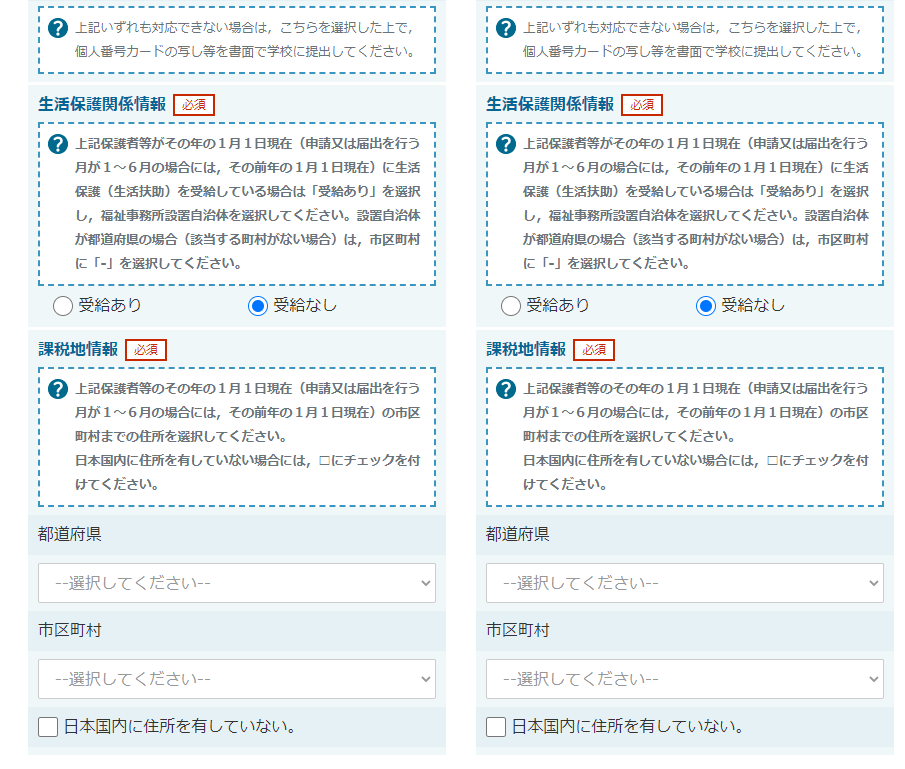 上記いずれも対応できない場合は，こちらを選択した上で，
個人番号カードの写し等を書面で学校に提出してください。
生活保護関係情報 必須
上記保護者等がその年の１月１日現在（申請又は届出を行う
月が１～６月の場合には，その前年の１月１日現在）に生活
保護（生活扶助）を受給している場合は「受給あり」を選択
し，福祉事務所設置自治体を選択してください。設置自治体
が都道府県の場合（該当する町村がない場合）は，市区町村
に「-」を選択してください。
受給あり 受給なし
課税地情報 必須
上記保護者等のその年の１月１日現在（申請又は届出を行う
月が１～６月の場合には，その前年の１月１日現在）の市区
町村までの住所を選択してください。
日本国内に住所を有していない場合には，□にチェックを付
けてください。
都道府県
--選択してください--
市区町村
--選択してください--
日本国内に住所を有していない。
上記いずれも対応できない場合は，こちらを選択した上で，
個人番号カードの写し等を書面で学校に提出してください。
生活保護関係情報 必須
上記保護者等がその年の１月１日現在（申請又は届出を行う
月が１～６月の場合には，その前年の１月１日現在）に生活
保護（生活扶助）を受給している場合は「受給あり」を選択
し，福祉事務所設置自治体を選択してください。設置自治体
が都道府県の場合（該当する町村がない場合）は，市区町村
に「-」を選択してください。
受給あり 受給なし
課税地情報 必須
上記保護者等のその年の１月１日現在（申請又は届出を行う
月が１～６月の場合には，その前年の１月１日現在）の市区
町村までの住所を選択してください。
日本国内に住所を有していない場合には，□にチェックを付
けてください。
都道府県
--選択してください--
市区町村
--選択してください--
日本国内に住所を有していない。